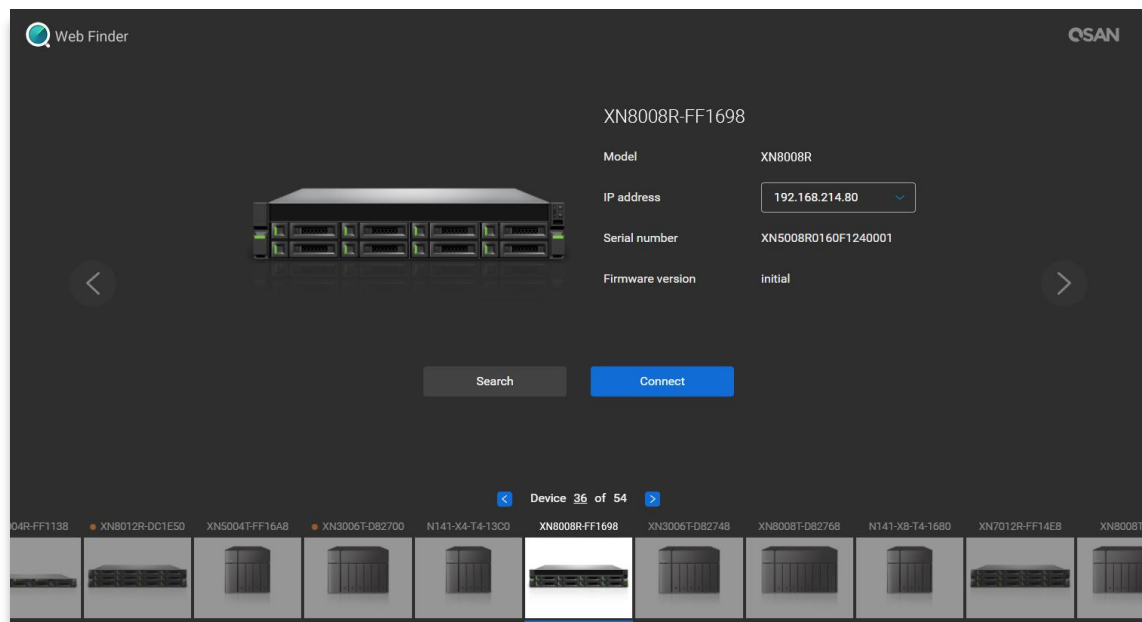 Web Finder
QSAN
XN8008R-FF1698
Model XN8008R
IP address 192.168.214.80
Serial number XN5008R0160F1240001
Firmware version initial
Search Connect
Device 36 of 54
04R-FF1138 XN8012R-DC1E50 XN5004T-FF16A8 XN3006T-D82700 N141-X4-T4-13C0 XN8008R-FF1698 XN3006T-D82748 XN8008T-D82768 N141-X8-T4-1680 XN7012R-FF14E8 XN8008T